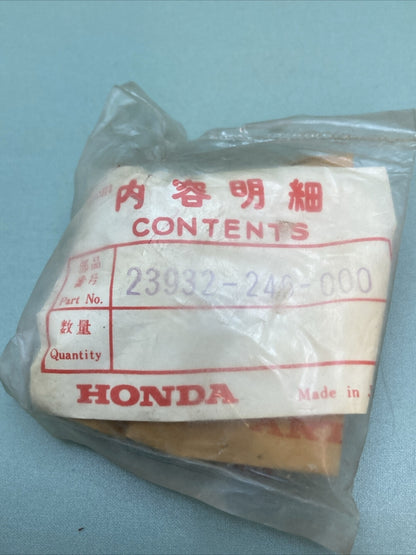 内容明細
CONTENTS
部品
番号
Part No. 23932-240-000
数量
Quantity
HONDA Made in